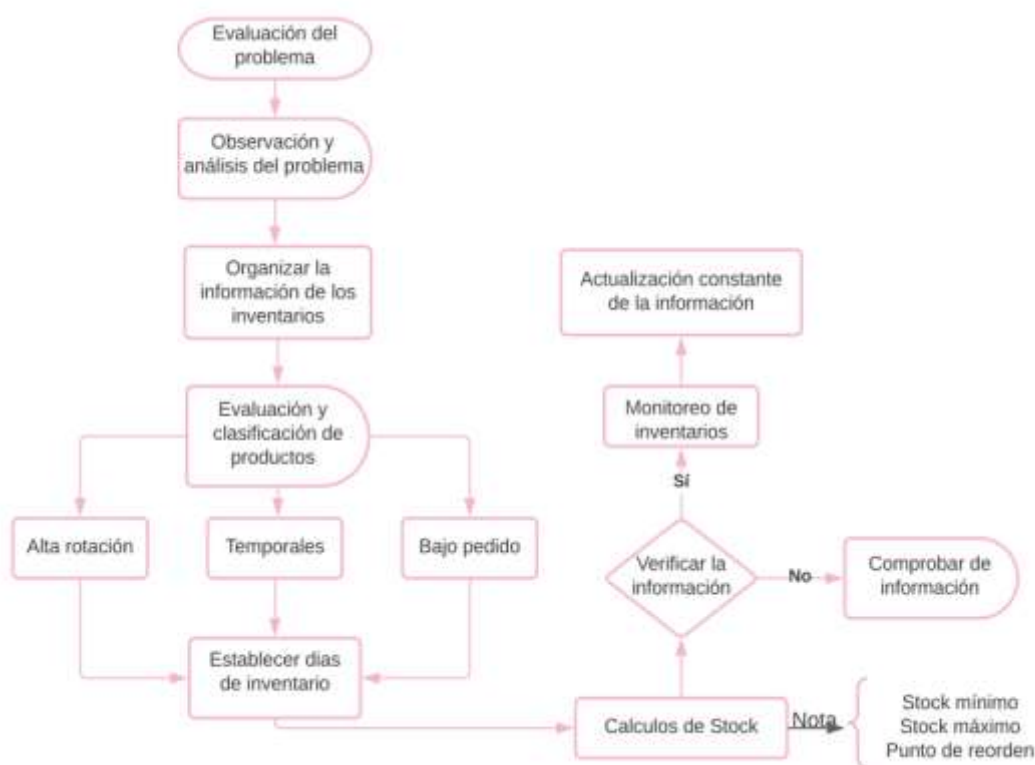 Evaluación del
problema
Observación y
análisis del problema
Organizar la
información de los
inventarios
Evaluación y
clasificación de
productos
Alta rotación
Temporales
Bajo pedido
Establecer dias
de inventario
Calculos de Stock
Nota
Stock mínimo
Stock máximo
Punto de reorden
Verificar la
información
No
Comprobar de
información
Sí
Monitoreo de
inventarios
Actualización constante
de la información